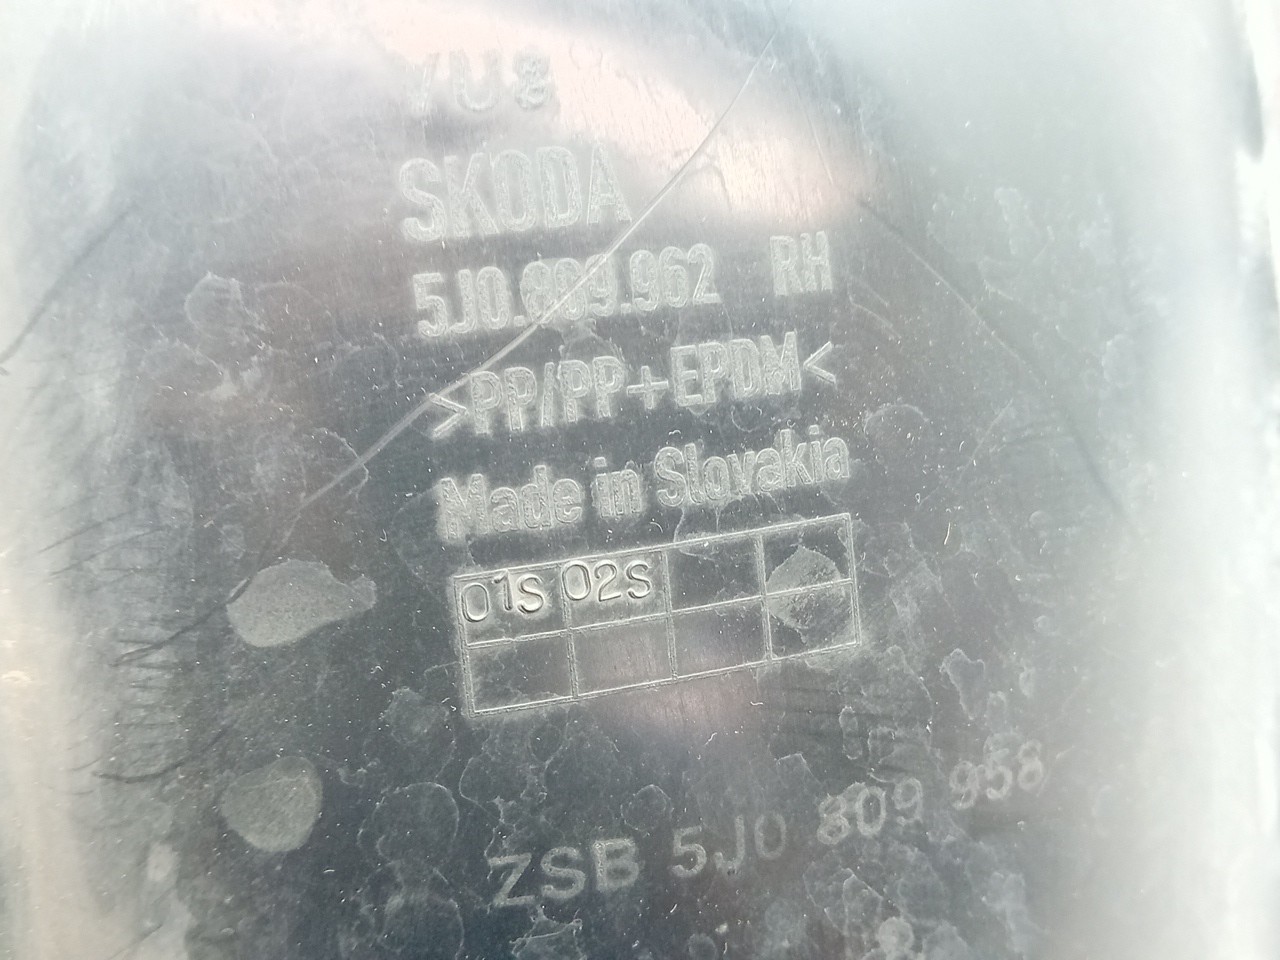 SKODA
5J0.809.962 RH
>PP/PP+EPDM<
Made in Slovakia
01S 02S
ZSB 5J0 809 958